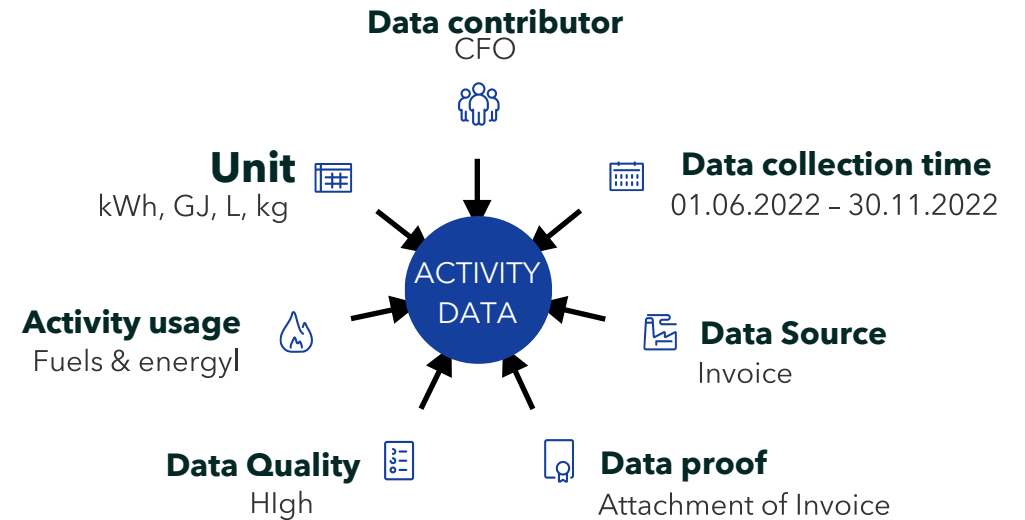 Data contributor
CFO
Unit
kWh, GJ, L, kg
Data collection time
01.06.2022 – 30.11.2022
ACTIVITY
DATA
Activity usage
Fuels & energyl
Data Source
Invoice
Data Quality
HIgh
Data proof
Attachment of Invoice